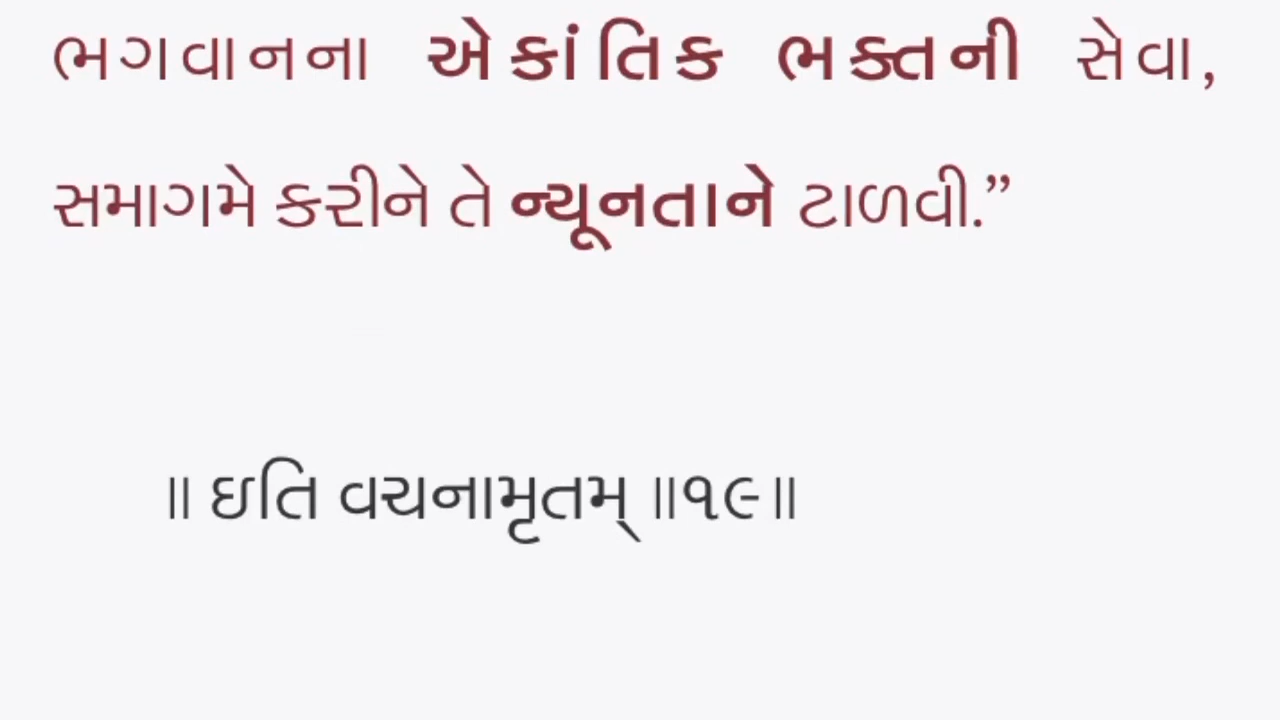 ભગવાનના એકાંતિક ભક્તની સેવા,
સમાગમે કરીને તે ન્યૂનતાને ટાળવી.”
॥ ઇતિ વચનામૃતમ્ ॥૧૯॥